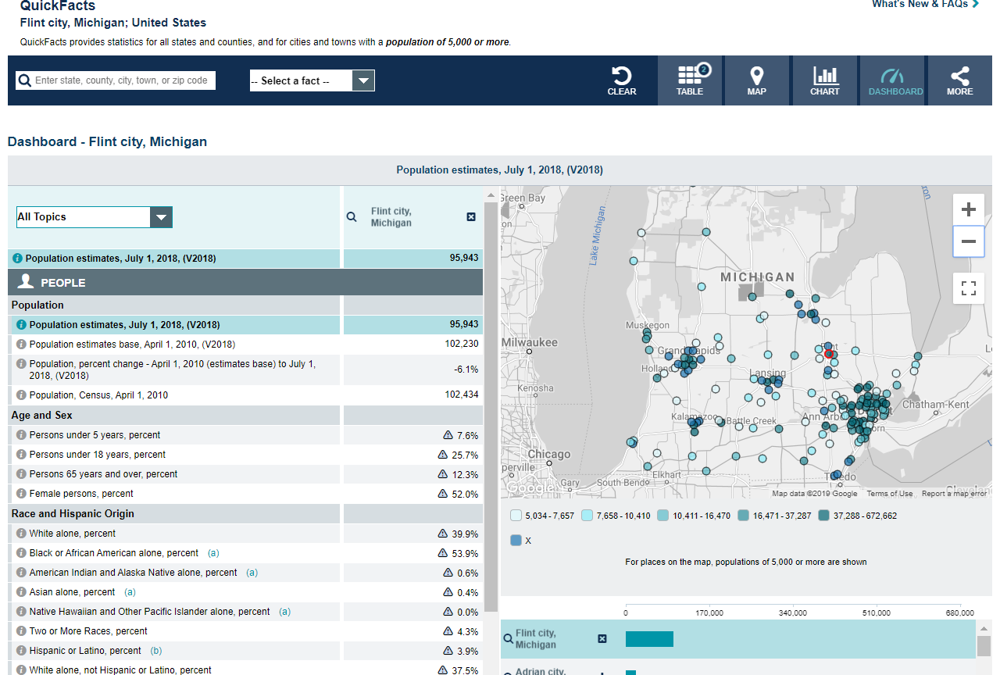 QuickFacts
What's New & FAQs
Flint city, Michigan; United States
QuickFacts provides statistics for all states and counties, and for cities and towns with a population of 5,000 or more.
Enter state, county, city, town, or zip code
-- Select a fact --
CLEAR
2
TABLE
MAP
CHART
DASHBOARD
MORE
Dashboard - Flint city, Michigan
Population estimates, July 1, 2018, (V2018)
All Topics
Flint city,
Michigan
Population estimates, July 1, 2018, (V2018) 95,943
PEOPLE
Population
Population estimates, July 1, 2018, (V2018) 95,943
Population estimates base, April 1, 2010, (V2018) 102,230
Population, percent change - April 1, 2010 (estimates base) to July 1,
2018, (V2018) -6.1%
Population, Census, April 1, 2010 102,434
Age and Sex
Persons under 5 years, percent 7.6%
Persons under 18 years, percent 25.7%
Persons 65 years and over, percent 12.3%
Female persons, percent 52.0%
Race and Hispanic Origin
White alone, percent 39.9%
Black or African American alone, percent (a) 53.9%
American Indian and Alaska Native alone, percent (a) 0.6%
Asian alone, percent (a) 0.4%
Native Hawaiian and Other Pacific Islander alone, percent (a) 0.0%
Two or More Races, percent 4.3%
Hispanic or Latino, percent (b) 3.9%
White alone, not Hispanic or Latino, percent 37.5%
Green Bay
Lake Michigan
MICHIGAN
Muskegon
Milwaukee
Grand Rapids
Flint
Holland
Lansing
Kenosha
Chatham-Kent
Kalamazoo
Battle Creek
Ann Arbor
Chicago
Elkhart
Gary
South Bend
Toledo
Cleveland
Google
Map data ©2019 Google
Terms of Use
Report a map error
5,034 - 7,657
7,658 - 10,410
10,411 - 16,470
16,471 - 37,287
37,288 - 672,662
X
For places on the map, populations of 5,000 or more are shown
0 170,000 340,000 510,000 680,000
Flint city,
Michigan
Adrian city,